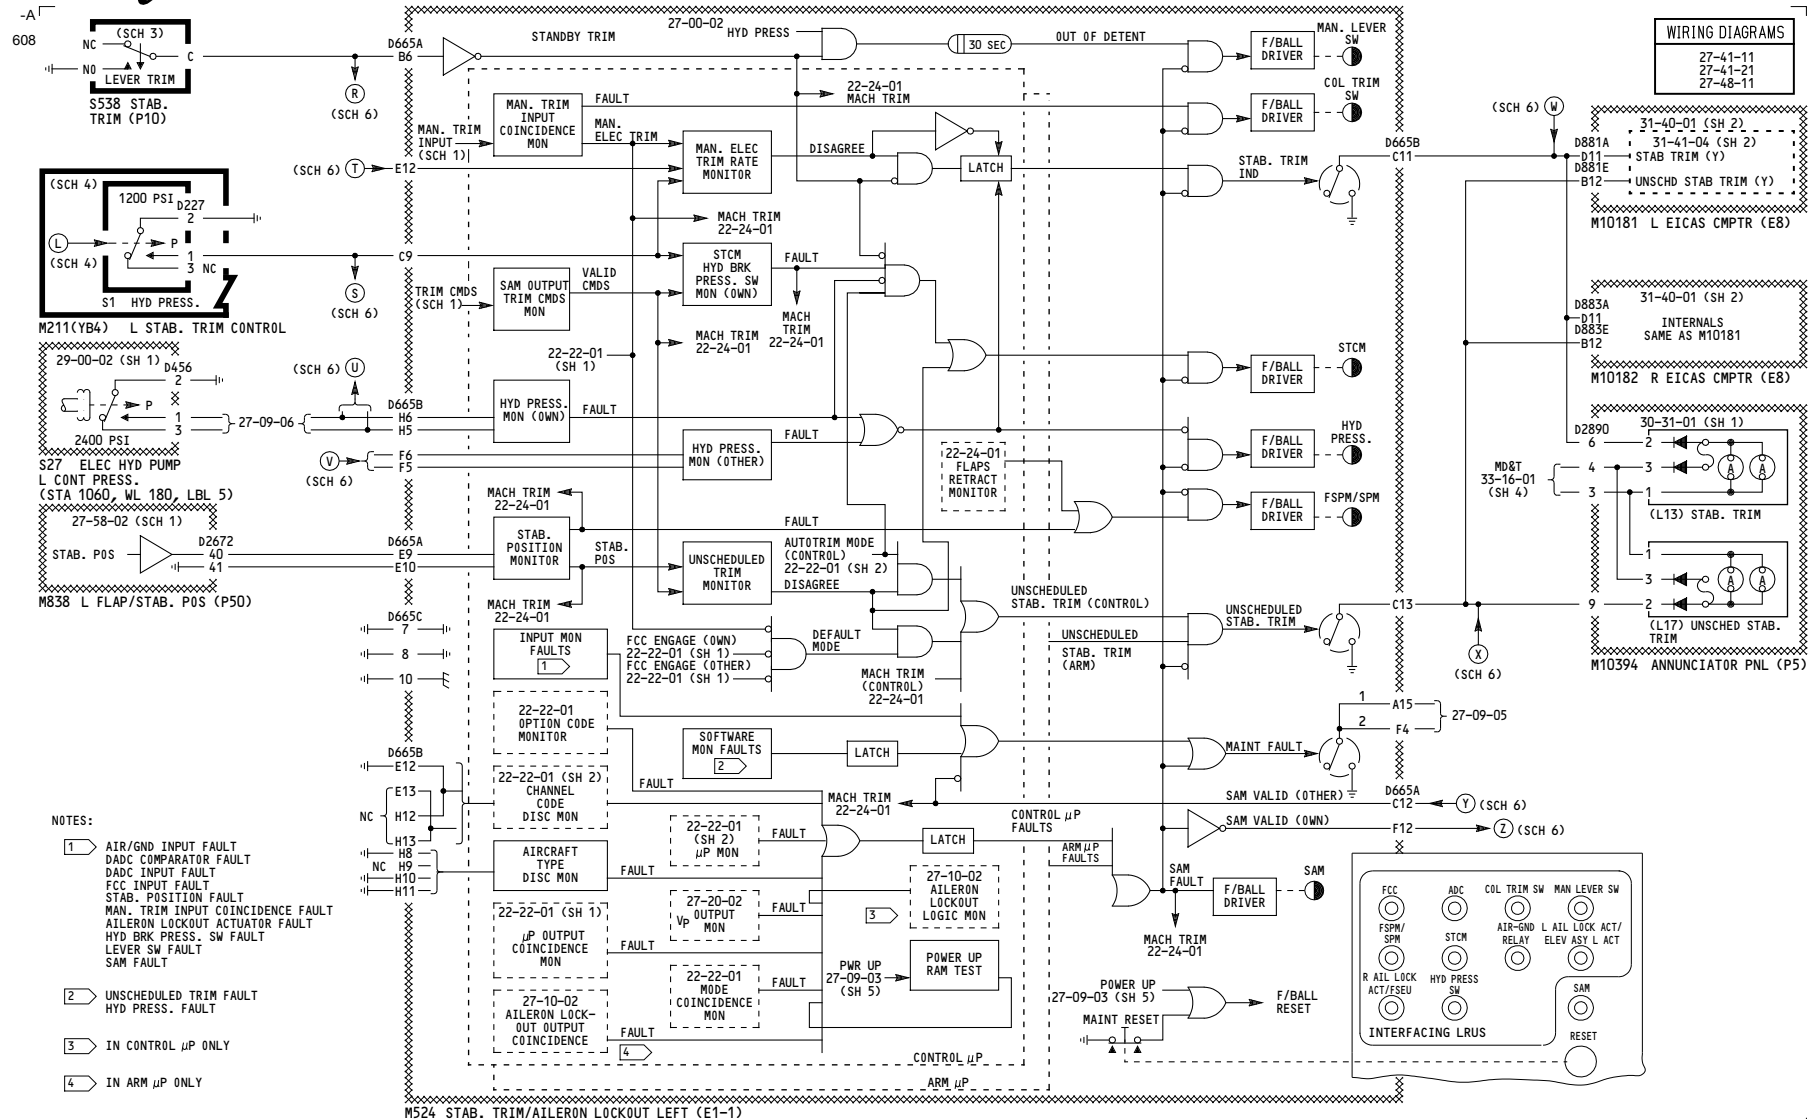 -A
608
(SCH 3)
NC
NO
C
LEVER TRIM
S538 STAB.
TRIM (P10)
R
(SCH 6)
D665A
B6
27-00-02
STANDBY TRIM
HYD PRESS
30 SEC
OUT OF DETENT
F/BALL
DRIVER
MAN. LEVER
SW
WIRING DIAGRAMS
27-41-11
27-41-21
27-48-11
22-24-01
MACH TRIM
COL TRIM
SW
F/BALL
DRIVER
MAN. TRIM
INPUT
COINCIDENCE
MON
FAULT
MAN.
ELEC TRIM
MAN. TRIM
INPUT
(SCH 1)
(SCH 6)
T
E12
MAN. ELEC
TRIM RATE
MONITOR
DISAGREE
LATCH
STAB. TRIM
IND
D665B
C11
(SCH 6)
W
31-40-01 (SH 2)
31-41-04 (SH 2)
D881A
D11
STAB TRIM (Y)
D881E
B12
UNSCHD STAB TRIM (Y)
M10181 L EICAS CMPTR (E8)
(SCH 4)
1200 PSI
D227
2
L
(SCH 4)
P
1
3 NC
S1 HYD PRESS.
M211(YB4) L STAB. TRIM CONTROL
S
(SCH 6)
C9
MACH TRIM
22-24-01
STCM
HYD BRK
PRESS. SW
MON (OWN)
FAULT
MACH
TRIM
22-24-01
TRIM CMDS
(SCH 1)
SAM OUTPUT
TRIM CMDS
MON
VALID
CMDS
MACH TRIM
22-24-01
22-22-01
(SH 1)
STCM
F/BALL
DRIVER
31-40-01 (SH 2)
D883A
D11
D883E
B12
INTERNALS
SAME AS M10181
M10182 R EICAS CMPTR (E8)
29-00-02 (SH 1)
D456
2
P
1
3
2400 PSI
S27 ELEC HYD PUMP
L CONT PRESS.
(STA 1060, WL 180, LBL 5)
27-09-06
(SCH 6)
U
D665B
H6
H5
HYD PRESS.
MON (OWN)
FAULT
V
(SCH 6)
F6
F5
HYD PRESS.
MON (OTHER)
FAULT
22-24-01
FLAPS
RETRACT
MONITOR
HYD
PRESS.
F/BALL
DRIVER
FSPM/SPM
F/BALL
DRIVER
30-31-01 (SH 1)
D2890
6
2
4
3
3
1
MD&T
33-16-01
(SH 4)
A
A
(L13) STAB. TRIM
1
3
9
2
A
A
(L17) UNSCHED STAB.
TRIM
M10394 ANNUNCIATOR PNL (P5)
27-58-02 (SCH 1)
STAB. POS
D2672
40
41
M838 L FLAP/STAB. POS (P50)
D665A
E9
E10
MACH TRIM
22-24-01
STAB.
POSITION
MONITOR
STAB.
POS
MACH TRIM
22-24-01
FAULT
UNSCHEDULED
TRIM
MONITOR
AUTOTRIM MODE
(CONTROL)
22-22-01 (SH 2)
DISAGREE
UNSCHEDULED
STAB. TRIM (CONTROL)
UNSCHEDULED
STAB. TRIM
(ARM)
UNSCHEDULED
STAB. TRIM
C13
X
(SCH 6)
D665C
7
8
10
INPUT MON
FAULTS
1
FCC ENGAGE (OWN)
22-22-01 (SH 1)
FCC ENGAGE (OTHER)
22-22-01 (SH 1)
DEFAULT
MODE
MACH TRIM
(CONTROL)
22-24-01
22-22-01
OPTION CODE
MONITOR
SOFTWARE
MON FAULTS
2
LATCH
MAINT FAULT
1
A15
2
F4
27-09-05
D665B
E12
E13
NC
H12
H13
H8
NC H9
H10
H11
22-22-01 (SH 2)
CHANNEL
CODE
DISC MON
FAULT
MACH TRIM
22-24-01
SAM VALID (OTHER)
D665A
C12
Y
(SCH 6)
SAM VALID (OWN)
F12
Z
(SCH 6)
22-22-01
(SH 2)
µP MON
FAULT
LATCH
CONTROL µP
FAULTS
ARM µP
FAULTS
AIRCRAFT
TYPE
DISC MON
FAULT
27-20-02
VP OUTPUT
MON
FAULT
3
27-10-02
AILERON
LOCKOUT
LOGIC MON
SAM
FAULT
F/BALL
DRIVER
SAM
MACH TRIM
22-24-01
22-22-01 (SH 1)
µP OUTPUT
COINCIDENCE
MON
FAULT
22-22-01
MODE
COINCIDENCE
MON
FAULT
PWR UP
27-09-03
(SH 5)
POWER UP
RAM TEST
27-10-02
AILERON LOCK-
OUT OUTPUT
COINCIDENCE
FAULT
4
POWER UP
27-09-03 (SH 5)
F/BALL
RESET
MAINT RESET
CONTROL µP
ARM µP
M524 STAB. TRIM/AILERON LOCKOUT LEFT (E1-1)
FCC
ADC
COL TRIM SW
MAN LEVER SW
FSPM/
SPM
STCM
AIR-GND
RELAY
L AIL LOCK ACT/
ELEV ASY L ACT
R AIL LOCK
ACT/FSEU
HYD PRESS
SW
SAM
INTERFACING LRUS
RESET
NOTES:
1 AIR/GND INPUT FAULT
DADC COMPARATOR FAULT
DADC INPUT FAULT
FCC INPUT FAULT
STAB. POSITION FAULT
MAN. TRIM INPUT COINCIDENCE FAULT
AILERON LOCKOUT ACTUATOR FAULT
HYD BRK PRESS. SW FAULT
LEVER SW FAULT
SAM FAULT
2 UNSCHEDULED TRIM FAULT
HYD PRESS. FAULT
3 IN CONTROL µP ONLY
4 IN ARM µP ONLY